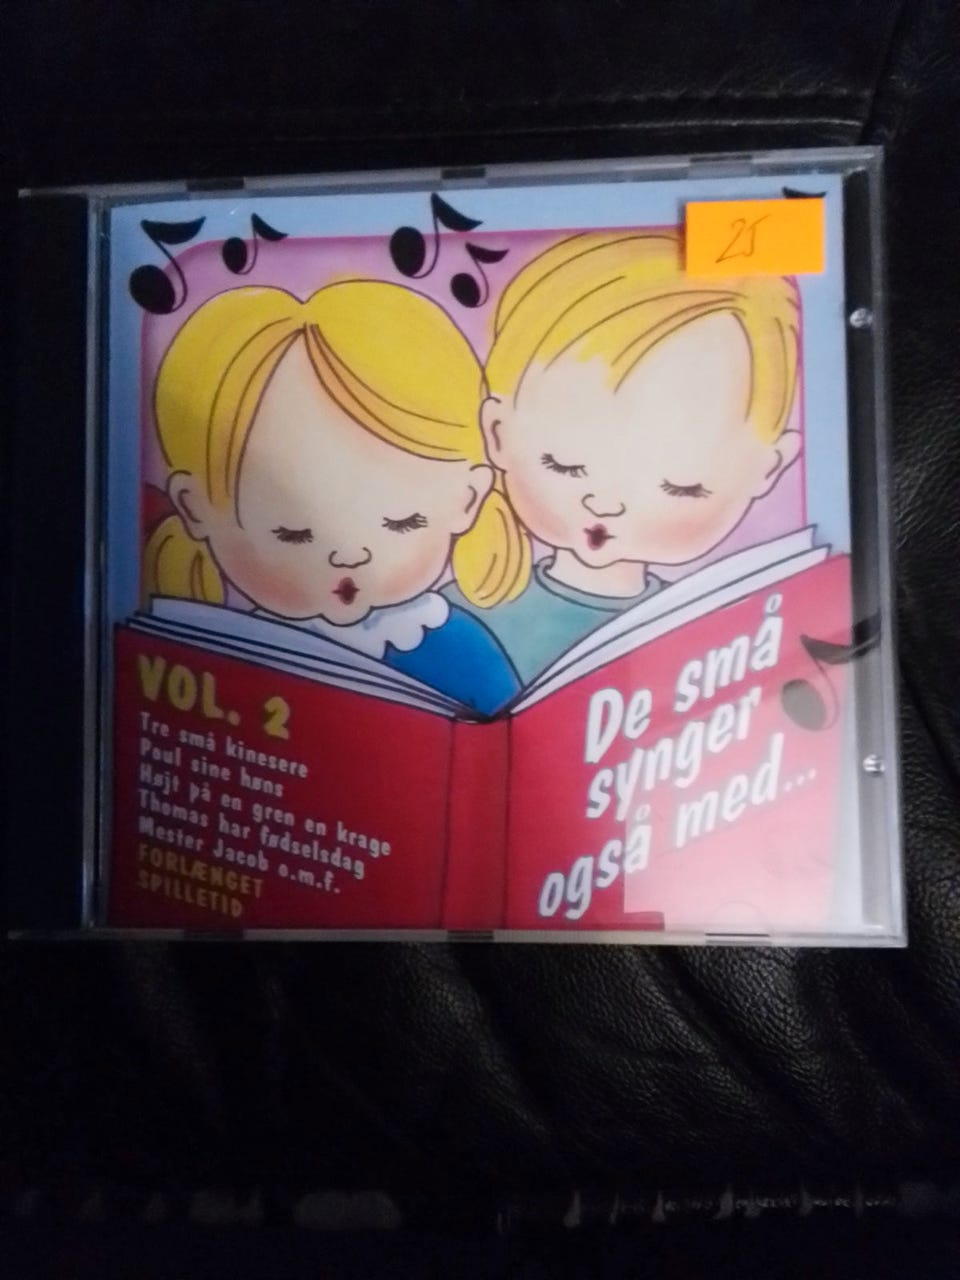 25
VOL. 2
Tre små kinesere
Poul sine høns
Højt på en gren en krage
Thomas har fødselsdag
Mester Jacob o.m.f.
FORLÆNGET
SPILLETID
De små
synger
også med...